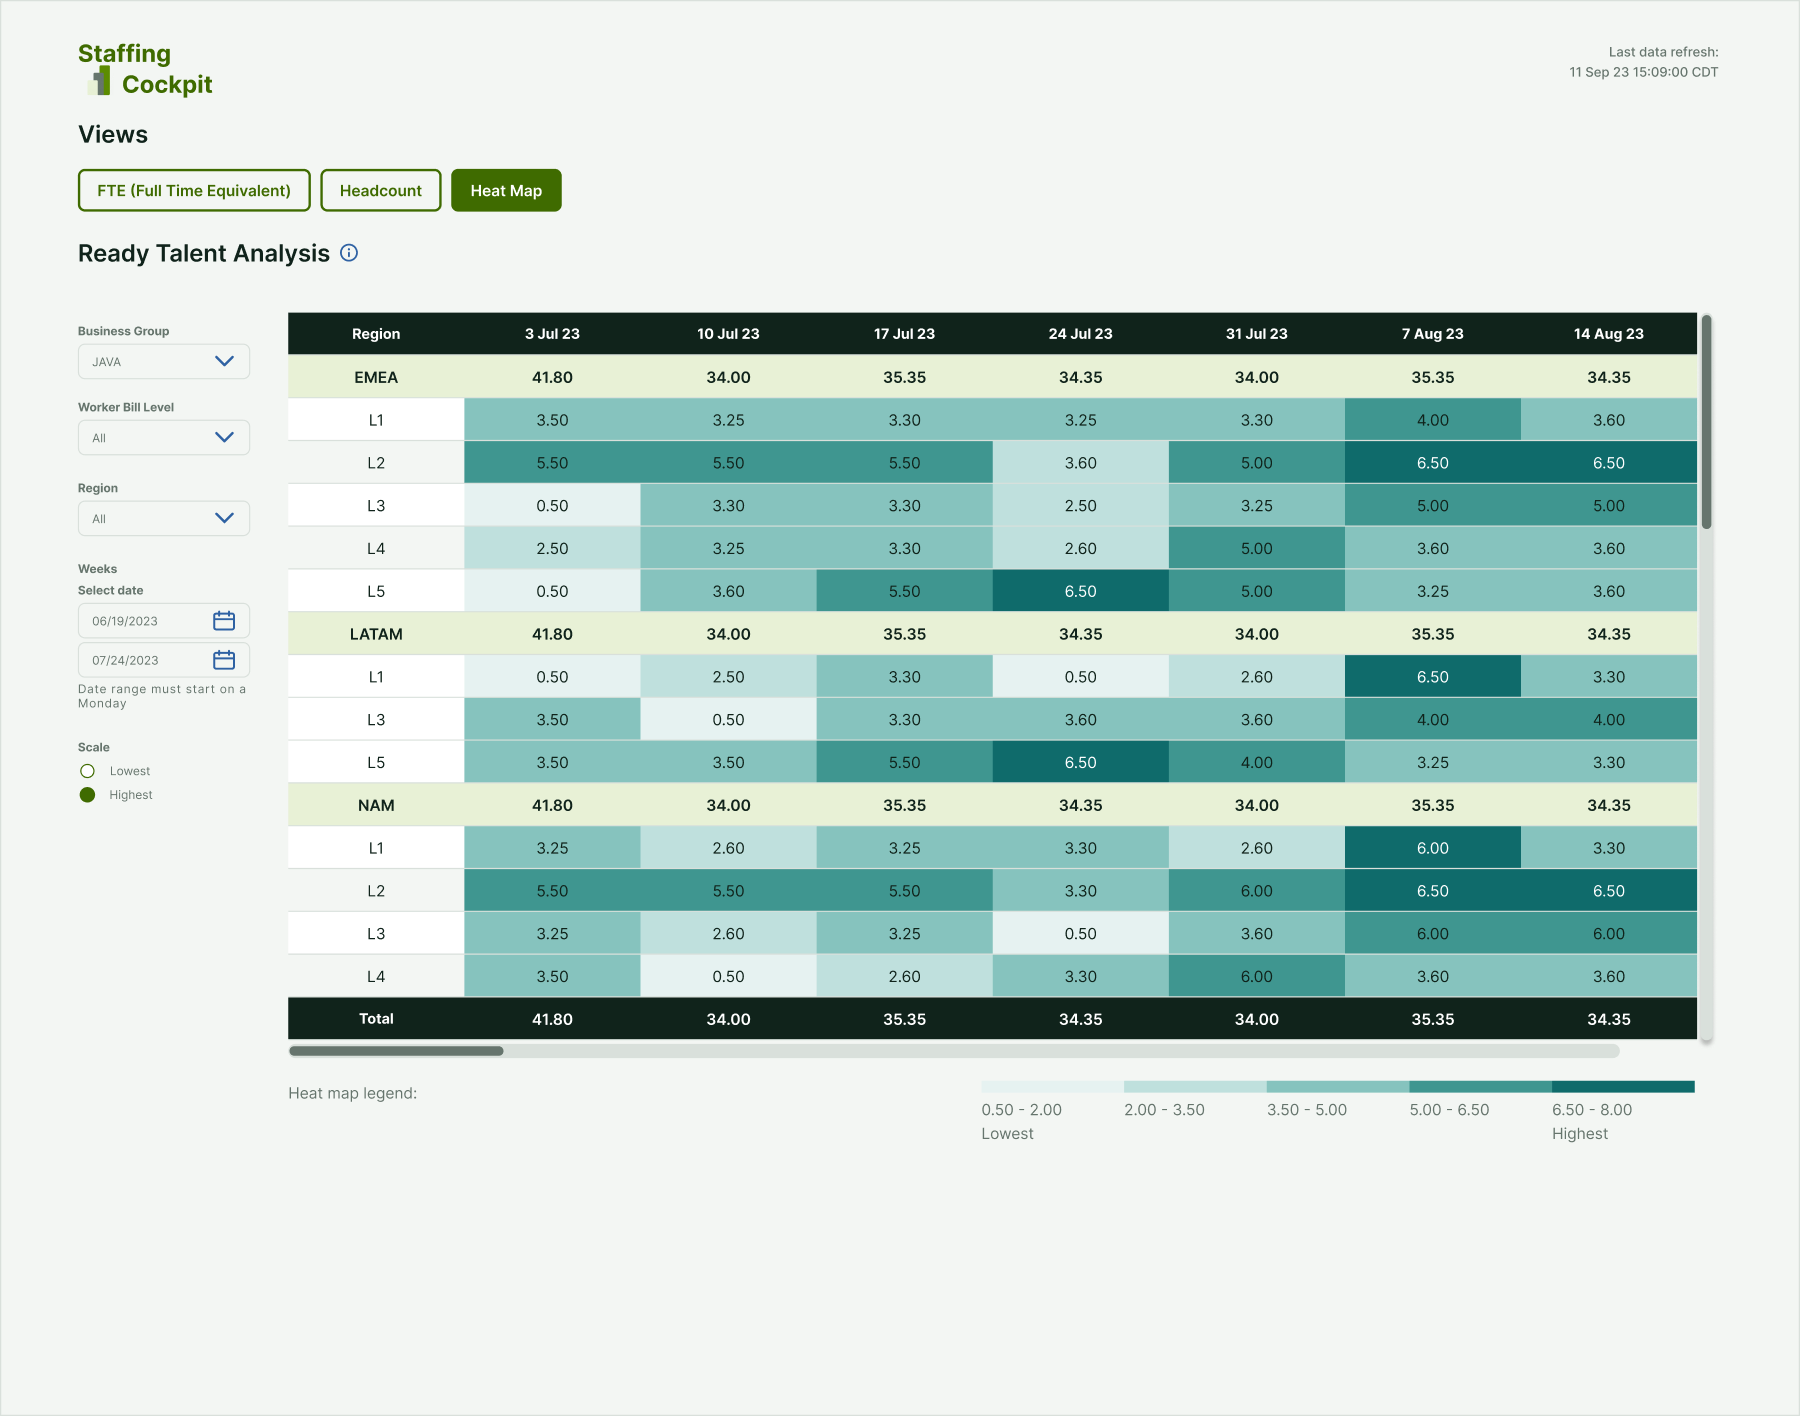 Staffing
Cockpit
Last data refresh:
11 Sep 23 15:09:00 CDT
Views
FTE (Full Time Equivalent) Headcount Heat Map
Ready Talent Analysis
Business Group
JAVA
Worker Bill Level
All
Region
All
Weeks
Select date
06/19/2023
07/24/2023
Date range must start on a
Monday
Scale
Lowest
Highest
Region 3 Jul 23 10 Jul 23 17 Jul 23 24 Jul 23 31 Jul 23 7 Aug 23 14 Aug 23
EMEA 41.80 34.00 35.35 34.35 34.00 35.35 34.35
L1 3.50 3.25 3.30 3.25 3.30 4.00 3.60
L2 5.50 5.50 5.50 3.60 5.00 6.50 6.50
L3 0.50 3.30 3.30 2.50 3.25 5.00 5.00
L4 2.50 3.25 3.30 2.60 5.00 3.60 3.60
L5 0.50 3.60 5.50 6.50 5.00 3.25 3.60
LATAM 41.80 34.00 35.35 34.35 34.00 35.35 34.35
L1 0.50 2.50 3.30 0.50 2.60 6.50 3.30
L3 3.50 0.50 3.30 3.60 3.60 4.00 4.00
L5 3.50 3.50 5.50 6.50 4.00 3.25 3.30
NAM 41.80 34.00 35.35 34.35 34.00 35.35 34.35
L1 3.25 2.60 3.25 3.30 2.60 6.00 3.30
L2 5.50 5.50 5.50 3.30 6.00 6.50 6.50
L3 3.25 2.60 3.25 0.50 3.60 6.00 6.00
L4 3.50 0.50 2.60 3.30 6.00 3.60 3.60
Total 41.80 34.00 35.35 34.35 34.00 35.35 34.35
Heat map legend:
0.50 - 2.00 2.00 - 3.50 3.50 - 5.00 5.00 - 6.50 6.50 - 8.00
Lowest Highest